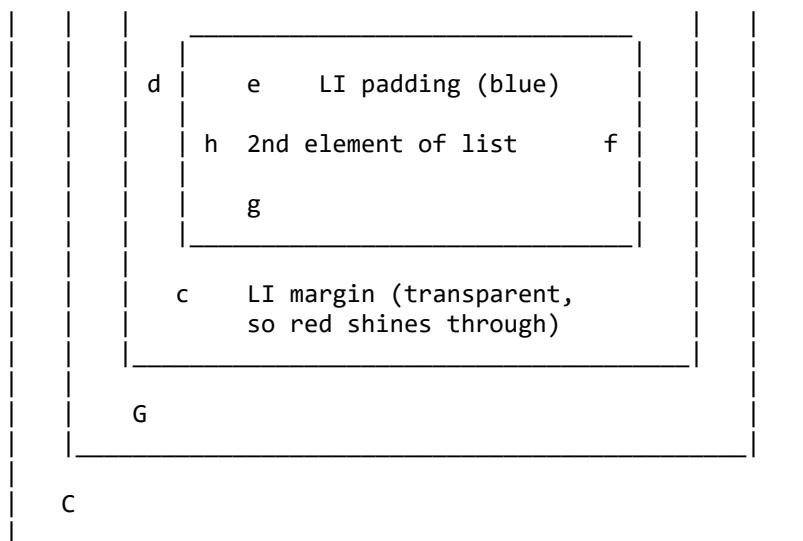 d e LI padding (blue)
h 2nd element of list f
g
c LI margin (transparent,
so red shines through)
G
C